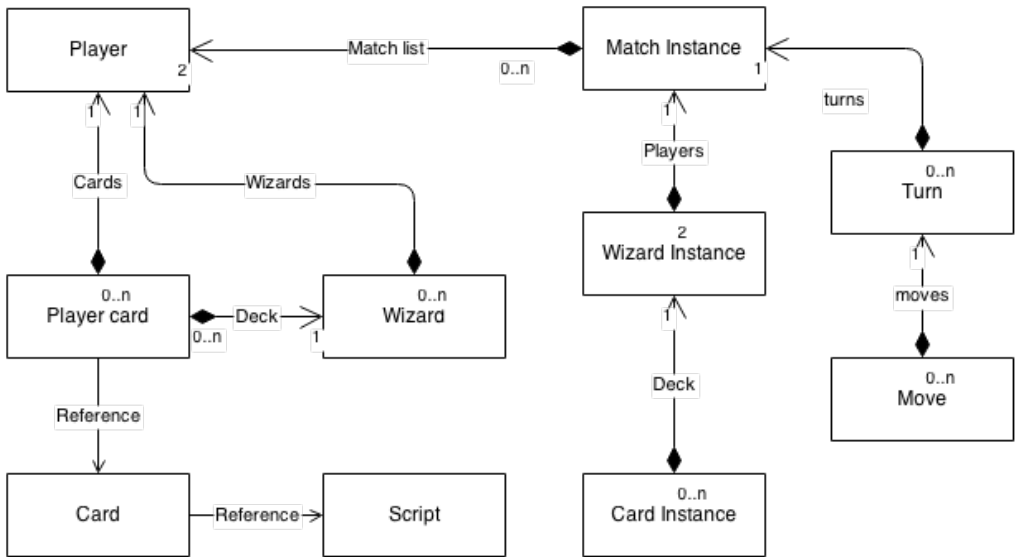 Player
2
Match list
0..n
Match Instance
1
turns
1
1
1
Players
Cards
Wizards
0..n
Turn
2
Wizard Instance
1
moves
0..n
Player card
0..n
Deck
1
0..n
Wizard
1
Deck
0..n
Move
Reference
Card
Reference
Script
0..n
Card Instance